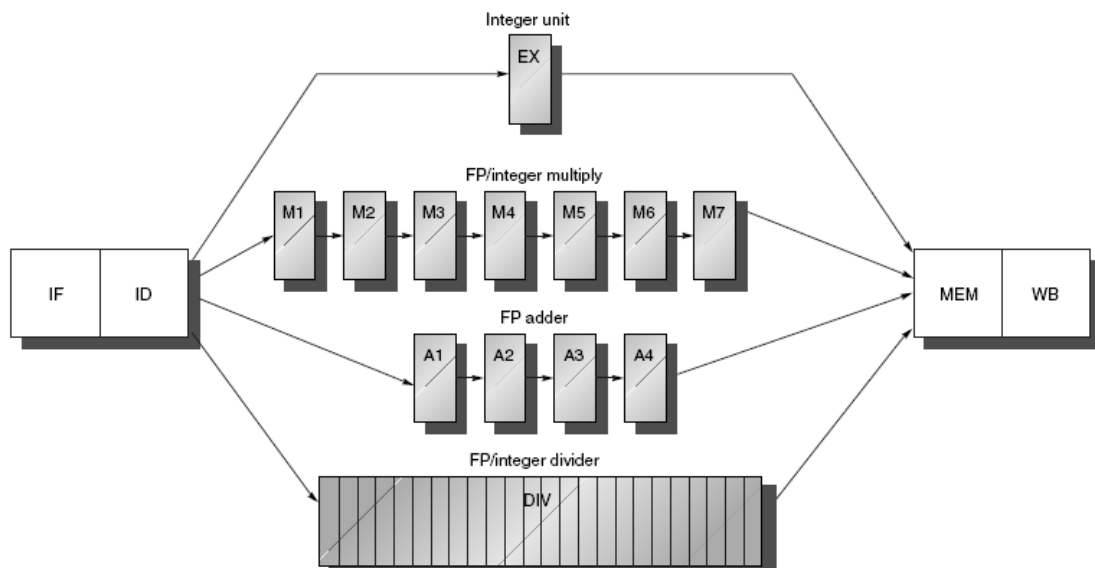 Integer unit
EX
FP/integer multiply
M1 M2 M3 M4 M5 M6 M7
IF ID MEM WB
FP adder
A1 A2 A3 A4
FP/integer divider
DIV